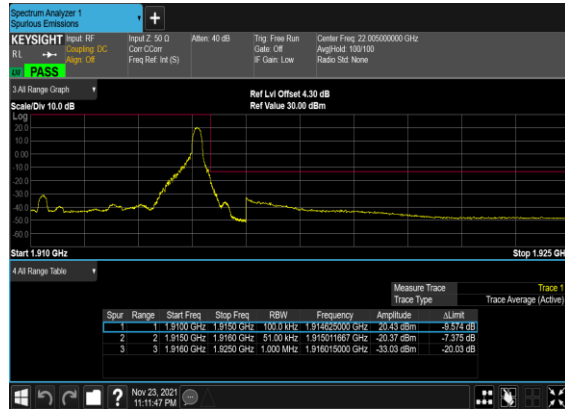 Spectrum Analyzer 1
Spurious Emissions
+
KEYSIGHT Input: RF Input Z: 50 Ω Atten: 40 dB Trig: Free Run Center Freq: 22.005000000 GHz
RL Coupling: DC Corr CCorr Gate: Off Avg|Hold: 100/100
Align: Off Freq Ref: Int (S) IF Gain: Low Radio Std: None
PASS
3 All Range Graph Ref Lvl Offset 4.30 dB
Scale/Div 10.0 dB Ref Value 30.00 dBm
Log
20.0
10.0
0.00
-10.0
-20.0
-30.0
-40.0
-50.0
-60.0
Start 1.910 GHz Stop 1.925 GH
4 All Range Table
Measure Trace Trace 1
Trace Type Trace Average (Active)
Spur Range Start Freq Stop Freq RBW Frequency Amplitude ΔLimit
1 1 1.9100 GHz 1.9150 GHz 100.0 kHz 1.914625000 GHz 20.43 dBm -9.574 dB
2 2 1.9150 GHz 1.9160 GHz 51.00 kHz 1.915011667 GHz -20.37 dBm -7.375 dB
3 3 1.9160 GHz 1.9250 GHz 1.000 MHz 1.916015000 GHz -33.03 dBm -20.03 dB
? Nov 23, 2021
11:11:47 PM